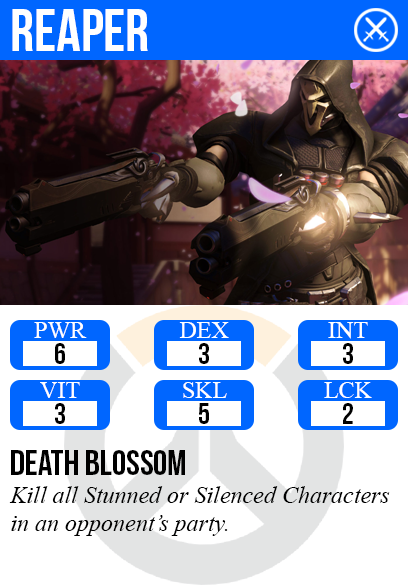 REAPER
PWR DEX INT
6 3 3
VIT SKL LCK
3 5 2
DEATH BLOSSOM
Kill all Stunned or Silenced Characters
in an opponent's party.